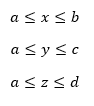 a ≤ x ≤ b
a ≤ y ≤ c
a ≤ z ≤ d